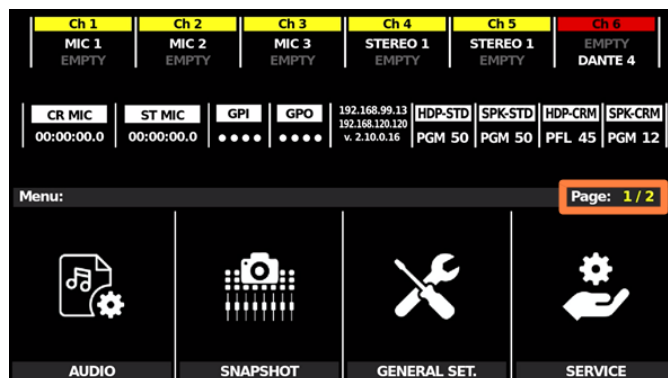 Ch 1 Ch 2 Ch 3 Ch 4 Ch 5 Ch 6
MIC 1 MIC 2 MIC 3 STEREO 1 STEREO 1 EMPTY
EMPTY EMPTY EMPTY EMPTY EMPTY DANTE 4
CR MIC ST MIC GPI GPO 192.168.99.13 HDP-STD SPK-STD HDP-CRM SPK-CRM
192.168.120.120
00:00:00.0 00:00:00.0 v. 2.10.0.16 PGM 50 PGM 50 PFL 45 PGM 12
Menu: Page: 1 / 2
AUDIO SNAPSHOT GENERAL SET. SERVICE